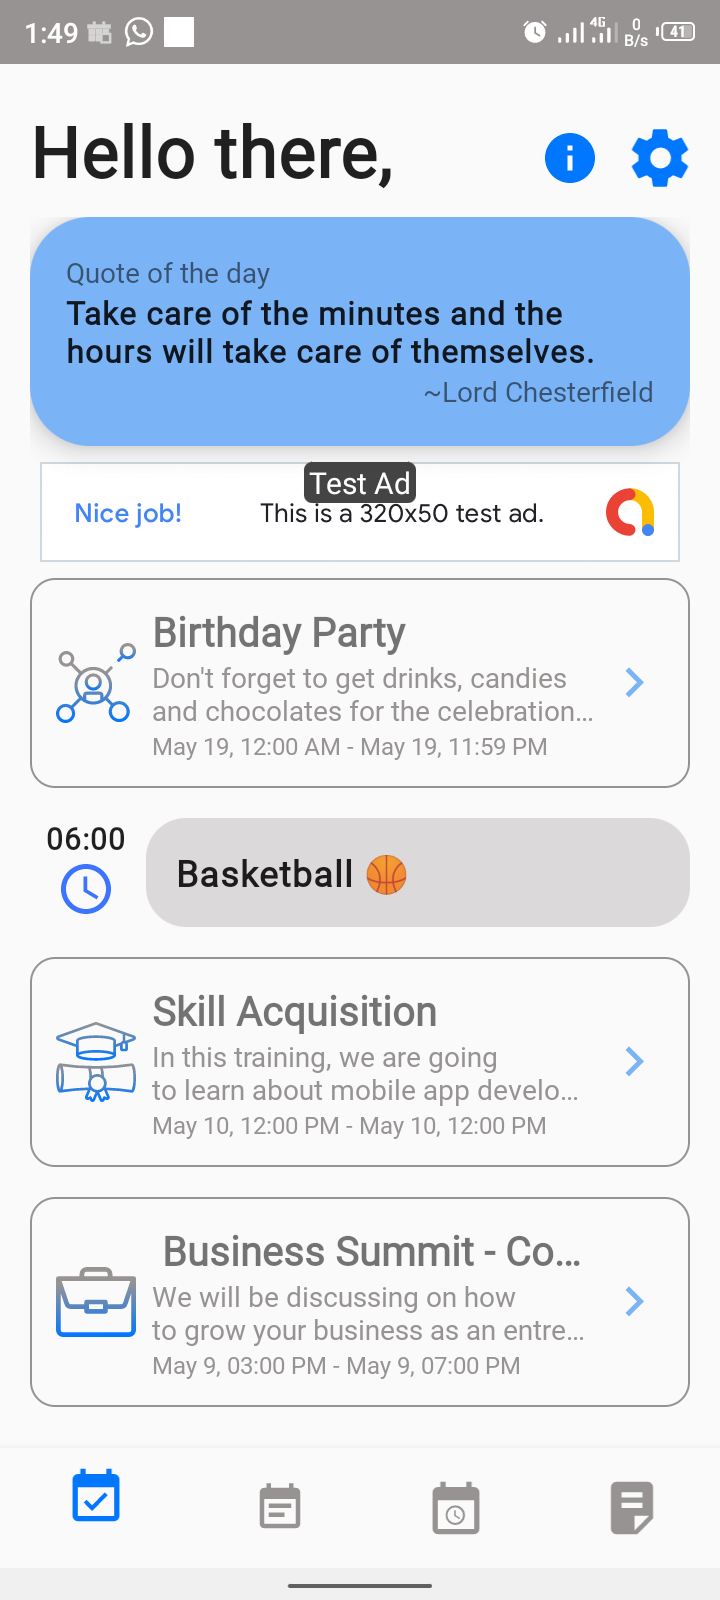 1:49
4G
0
B/s
41
Hello there,
Quote of the day
Take care of the minutes and the
hours will take care of themselves.
~Lord Chesterfield
Test Ad
Nice job!
This is a 320x50 test ad.
Birthday Party
Don't forget to get drinks, candies
and chocolates for the celebration...
May 19, 12:00 AM - May 19, 11:59 PM
06:00
Basketball 🏀
Skill Acquisition
In this training, we are going
to learn about mobile app develo...
May 10, 12:00 PM - May 10, 12:00 PM
Business Summit - Co...
We will be discussing on how
to grow your business as an entre...
May 9, 03:00 PM - May 9, 07:00 PM